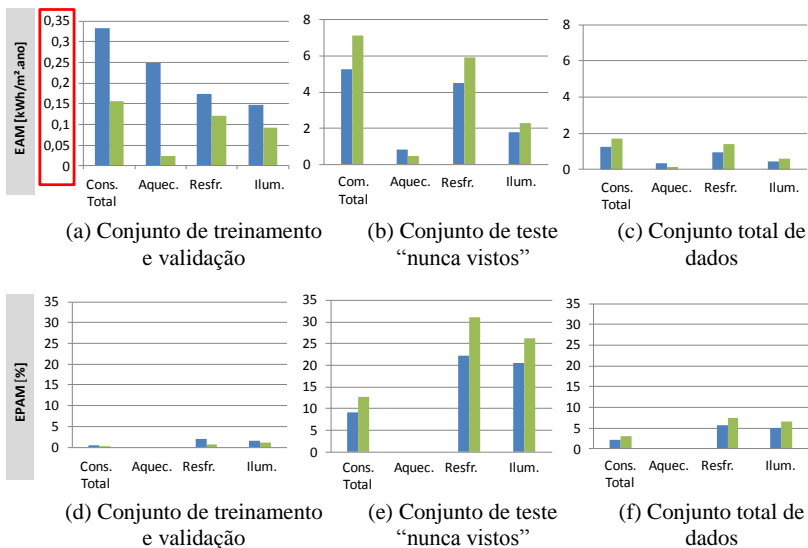 EAM [kWh/m².ano]
0,35
0,3
0,25
0,2
0,15
0,1
0,05
0
Cons. Total
Aquec.
Resfr.
Ilum.
(a) Conjunto de treinamento
e validação
8
6
4
2
0
Com. Total
Aquec.
Resfr.
Ilum.
(b) Conjunto de teste
“nunca vistos”
8
6
4
2
0
Cons. Total
Aquec.
Resfr.
Ilum.
(c) Conjunto total de
dados
EPAM [%]
35
30
25
20
15
10
5
0
Cons. Total
Aquec.
Resfr.
Ilum.
(d) Conjunto de treinamento
e validação
35
30
25
20
15
10
5
0
Cons. Total
Aquec.
Resfr.
Ilum.
(e) Conjunto de teste
“nunca vistos”
35
30
25
20
15
10
5
0
Cons. Total
Aquec.
Resfr.
Ilum.
(f) Conjunto total de
dados